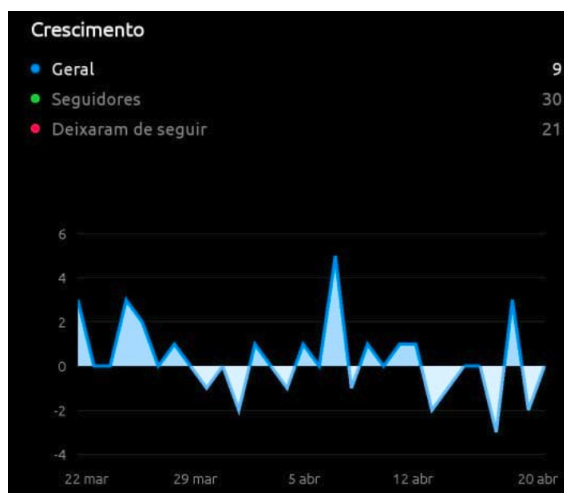 Crescimento
Geral 9
Seguidores 30
Deixaram de seguir 21
6
4
2
0
-2
-4
22 mar 29 mar 5 abr 12 abr 20 abr